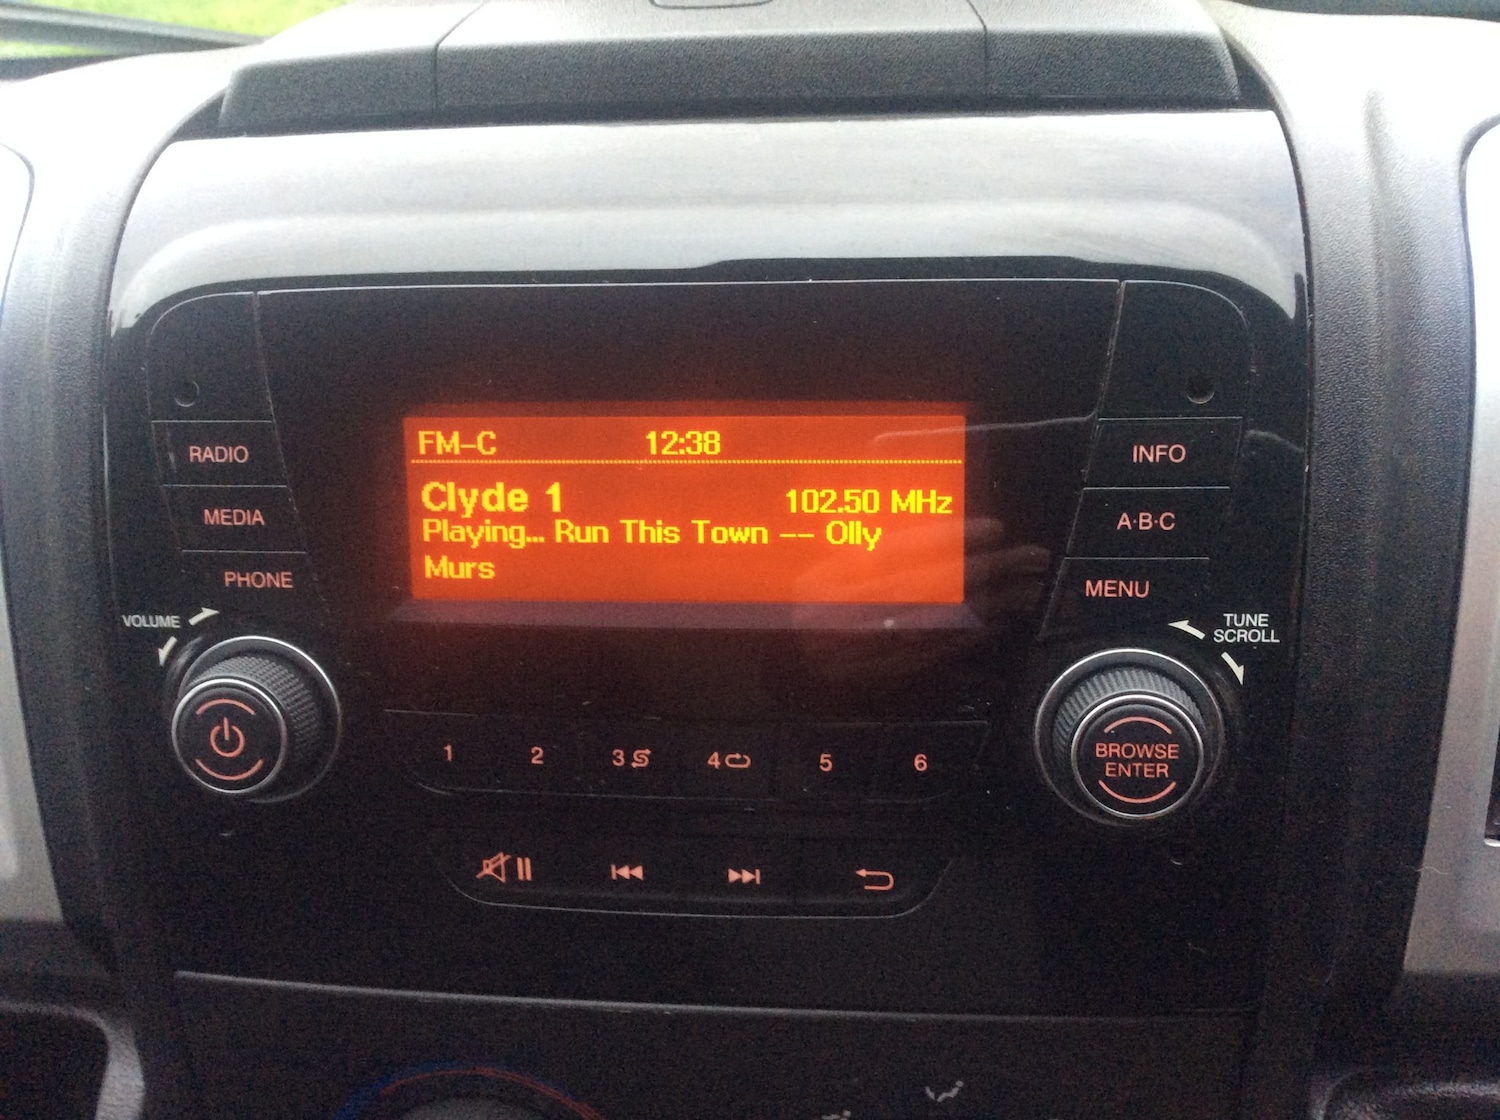 FM-C 12:38
Clyde 1 102.50 MHz
Playing... Run This Town -- Olly
Murs
RADIO
MEDIA
PHONE
VOLUME
INFO
A·B·C
MENU
TUNE
SCROLL
BROWSE
ENTER
1 2 3 4 5 6